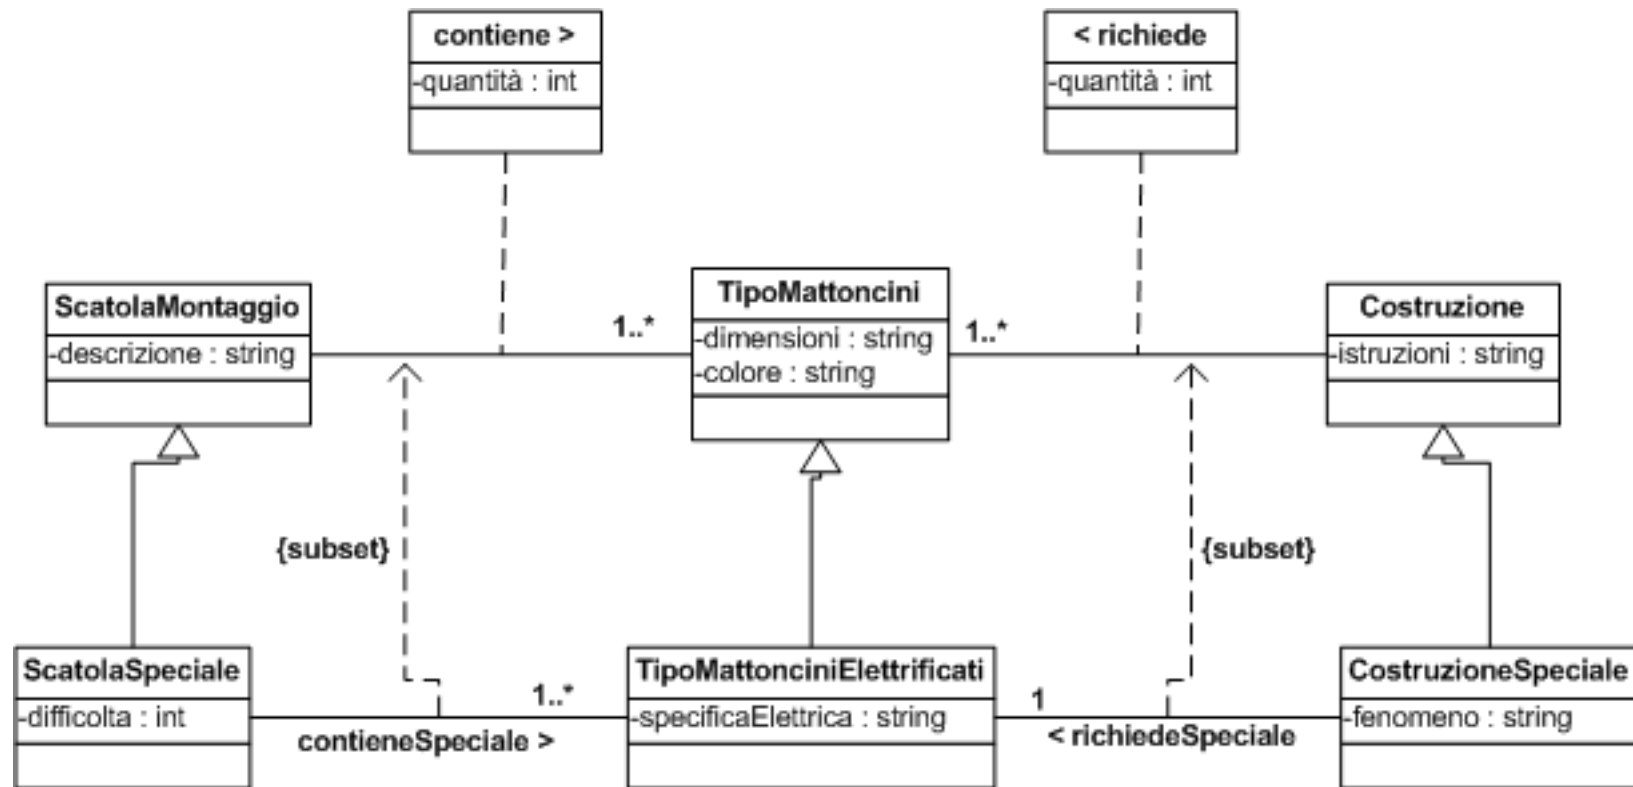 contiene >
-quantità : int
< richiede
-quantità : int
ScatolaMontaggio
-descrizione : string
1..*
TipoMattoncini
-dimensioni : string
-colore : string
1..*
Costruzione
-istruzioni : string
{subset}
{subset}
ScatolaSpeciale
-difficolta : int
contieneSpeciale >
1..*
TipoMattonciniElettrificati
-specificaElettrica : string
1
< richiedeSpeciale
CostruzioneSpeciale
-fenomeno : string